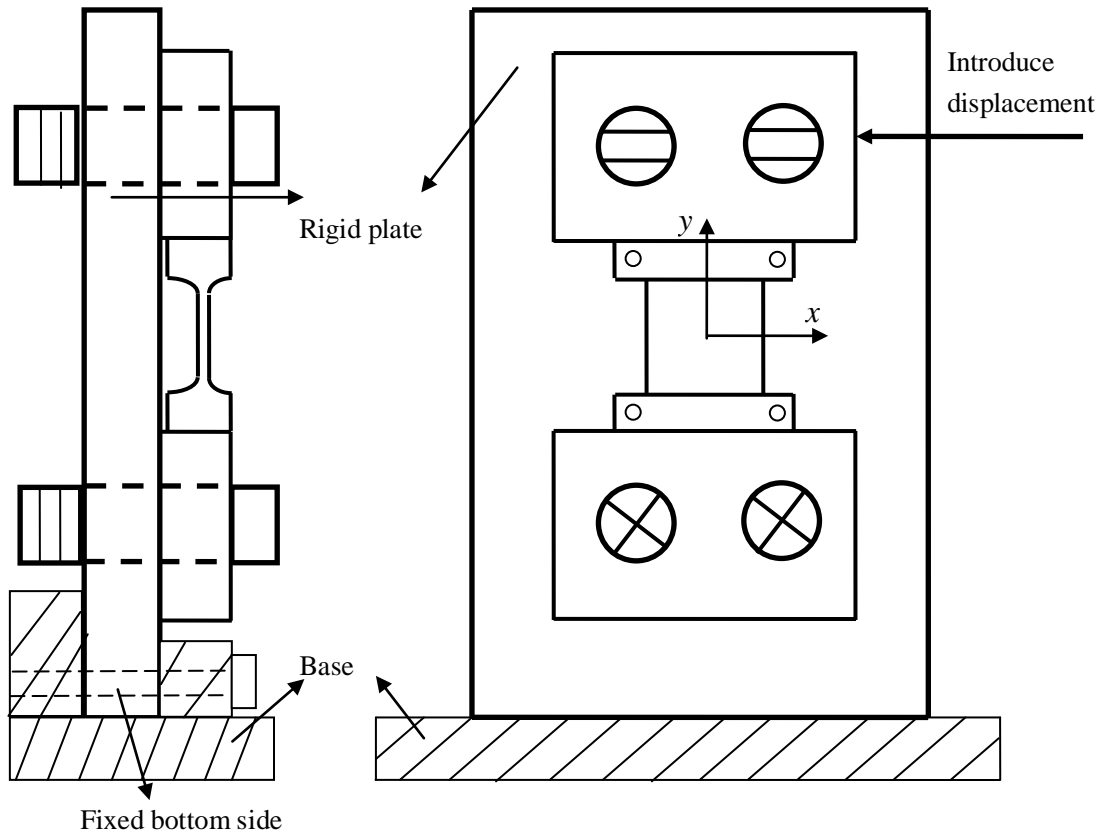 Introduce
displacement
Rigid plate
y
x
Base
Fixed bottom side